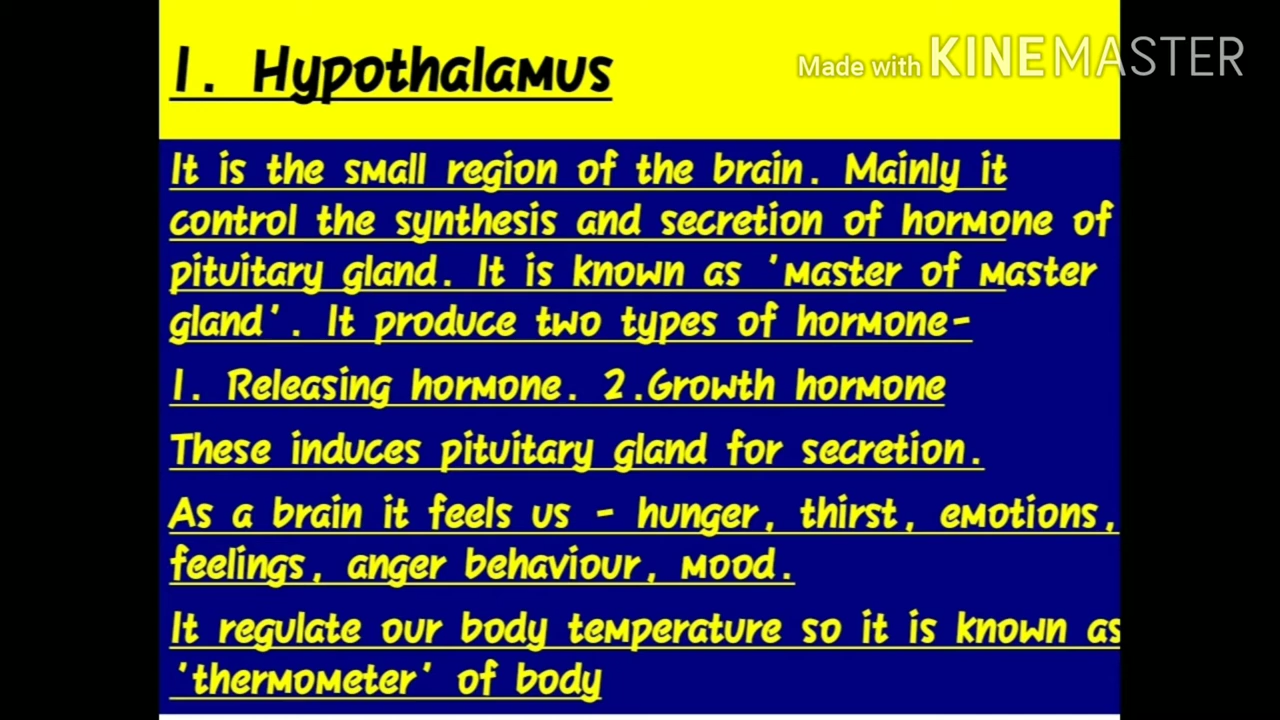 1. Hypothalamus
Made with KINEMASTER
It is the small region of the brain. Mainly it
control the synthesis and secretion of hormone of
pituitary gland. It is known as 'master of master
gland'. It produce two types of hormone-
1. Releasing hormone. 2.Growth hormone
These induces pituitary gland for secretion.
As a brain it feels us - hunger, thirst, emotions,
feelings, anger behaviour, mood.
It regulate our body temperature so it is known as
'thermometer' of body